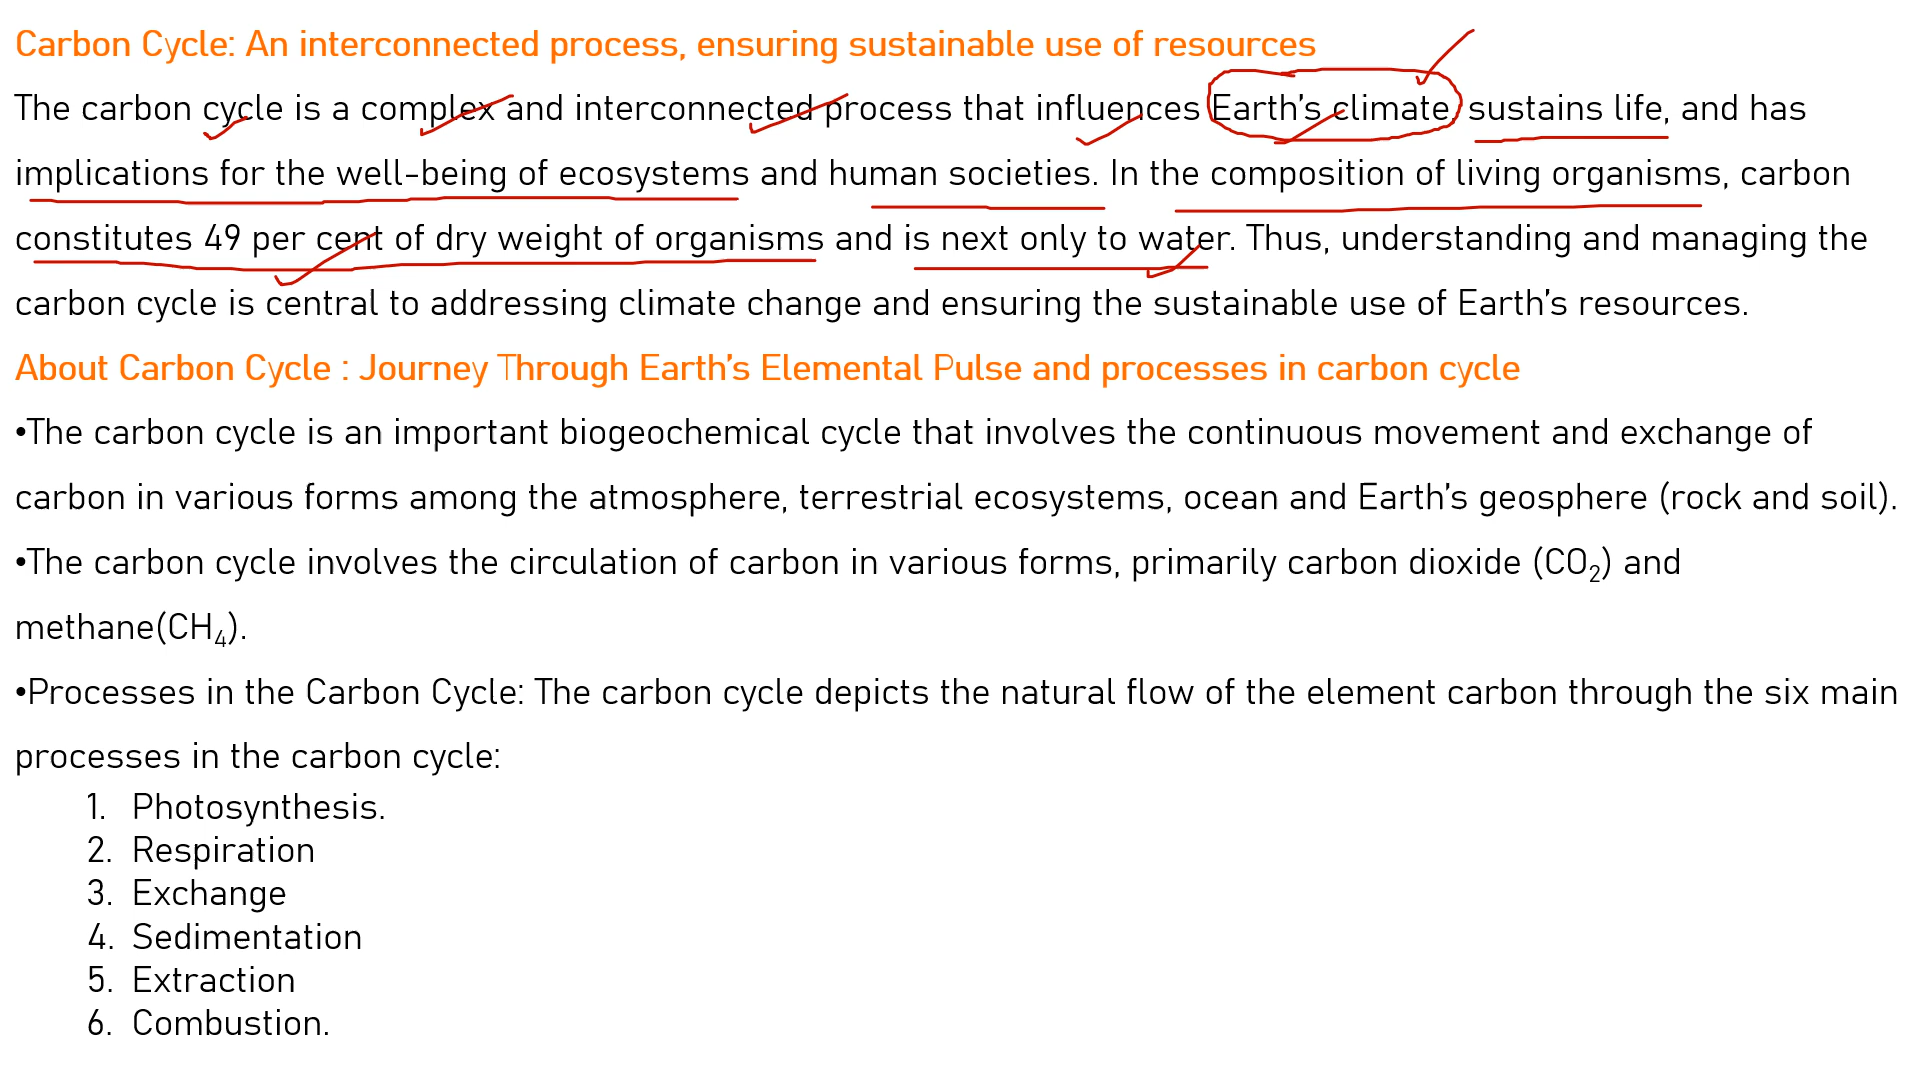 Carbon Cycle: An interconnected process, ensuring sustainable use of resources
The carbon cycle is a complex and interconnected process that influences Earth's climate, sustains life, and has
implications for the well-being of ecosystems and human societies. In the composition of living organisms, carbon
constitutes 49 per cent of dry weight of organisms and is next only to water. Thus, understanding and managing the
carbon cycle is central to addressing climate change and ensuring the sustainable use of Earth's resources.
About Carbon Cycle : Journey Through Earth's Elemental Pulse and processes in carbon cycle
•The carbon cycle is an important biogeochemical cycle that involves the continuous movement and exchange of
carbon in various forms among the atmosphere, terrestrial ecosystems, ocean and Earth's geosphere (rock and soil).
•The carbon cycle involves the circulation of carbon in various forms, primarily carbon dioxide (CO₂) and
methane(CH₄).
•Processes in the Carbon Cycle: The carbon cycle depicts the natural flow of the element carbon through the six main
processes in the carbon cycle:
1. Photosynthesis.
2. Respiration
3. Exchange
4. Sedimentation
5. Extraction
6. Combustion.